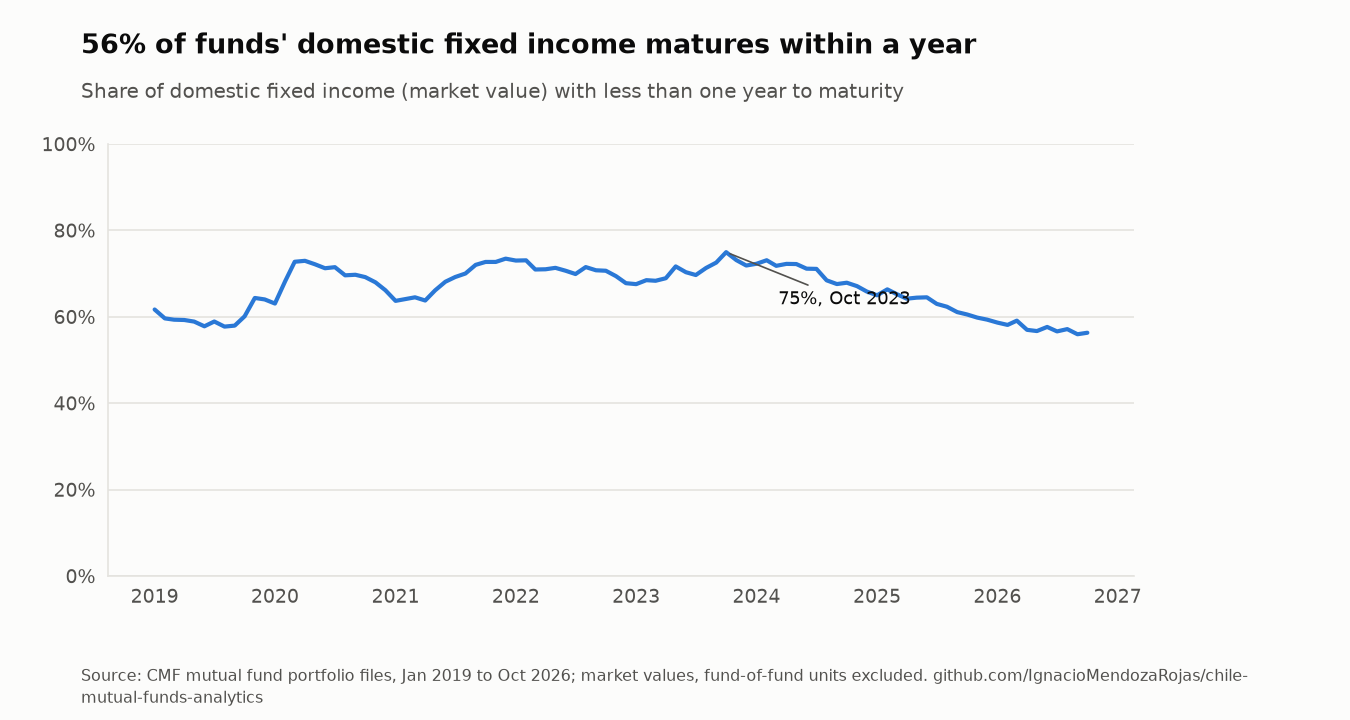 56% of funds' domestic fixed income matures within a year
Share of domestic fixed income (market value) with less than one year to maturity
100%
80%
75%, Oct 2023
60%
40%
20%
0%
2019 2020 2021 2022 2023 2024 2025 2026 2027
Source: CMF mutual fund portfolio files, Jan 2019 to Oct 2026; market values, fund-of-fund units excluded. github.com/IgnacioMendozaRojas/chile-
mutual-funds-analytics